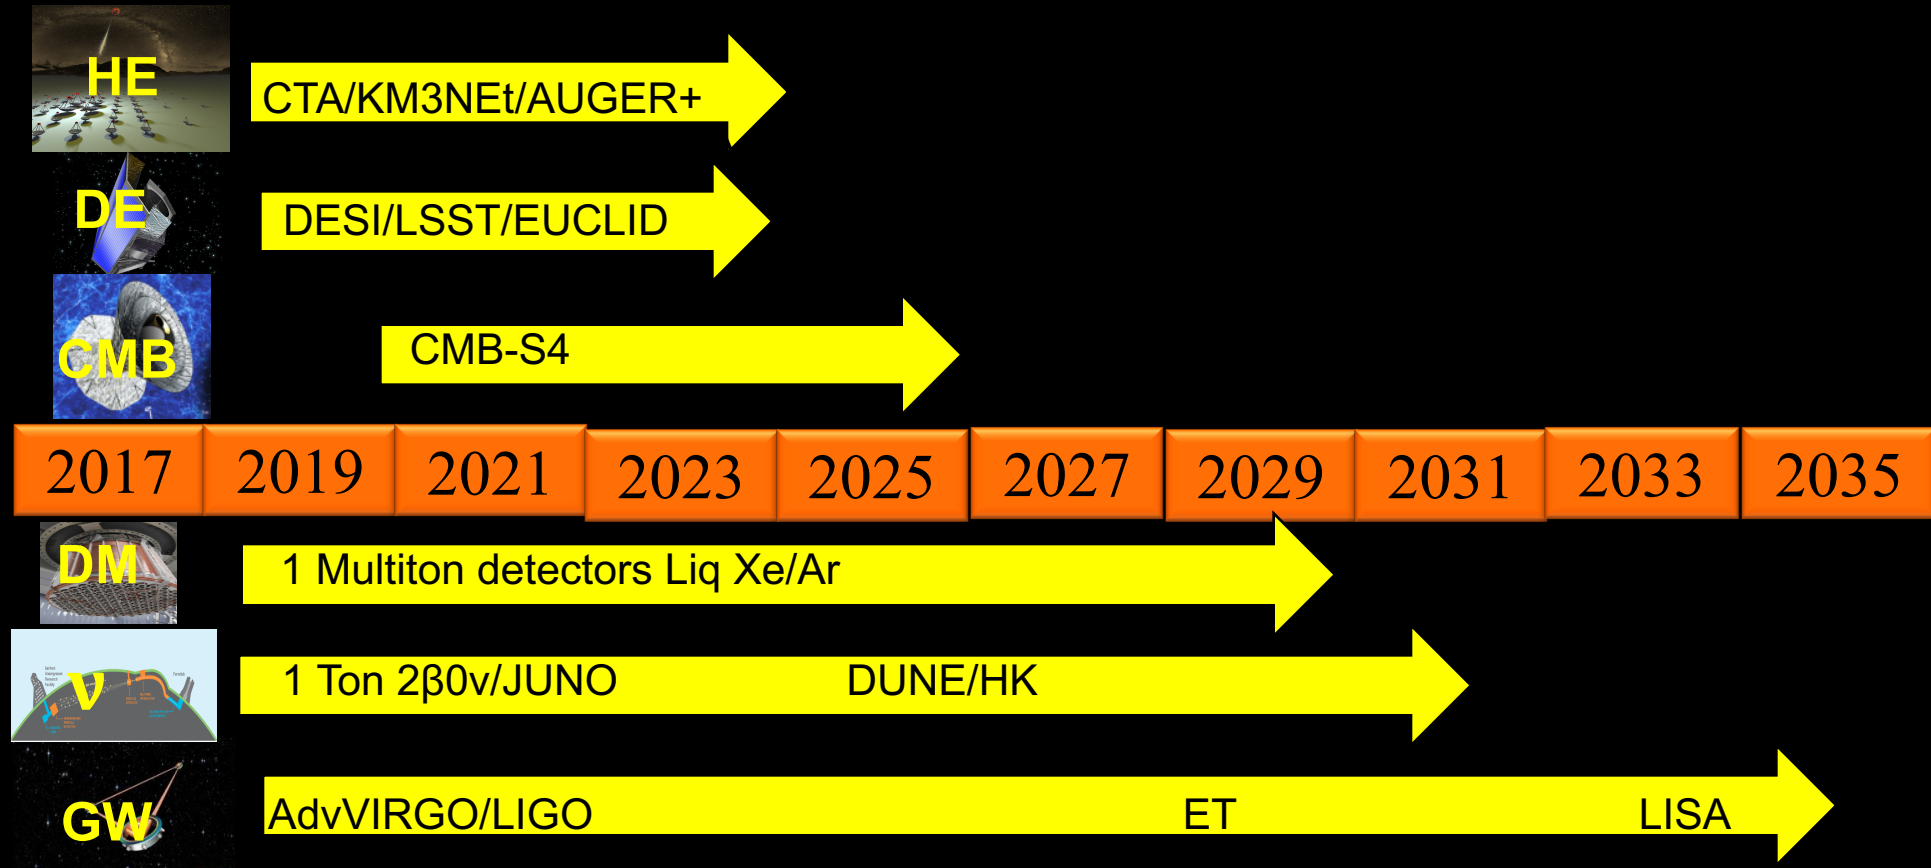 HE
CTA/KM3NEt/AUGER+
DE
DESI/LSST/EUCLID
CMB
CMB-S4
2017 2019 2021 2023 2025 2027 2029 2031 2033 2035
DM
1 Multiton detectors Liq Xe/Ar
ν
1 Ton 2β0ν/JUNO DUNE/HK
GW
AdvVIRGO/LIGO ET LISA